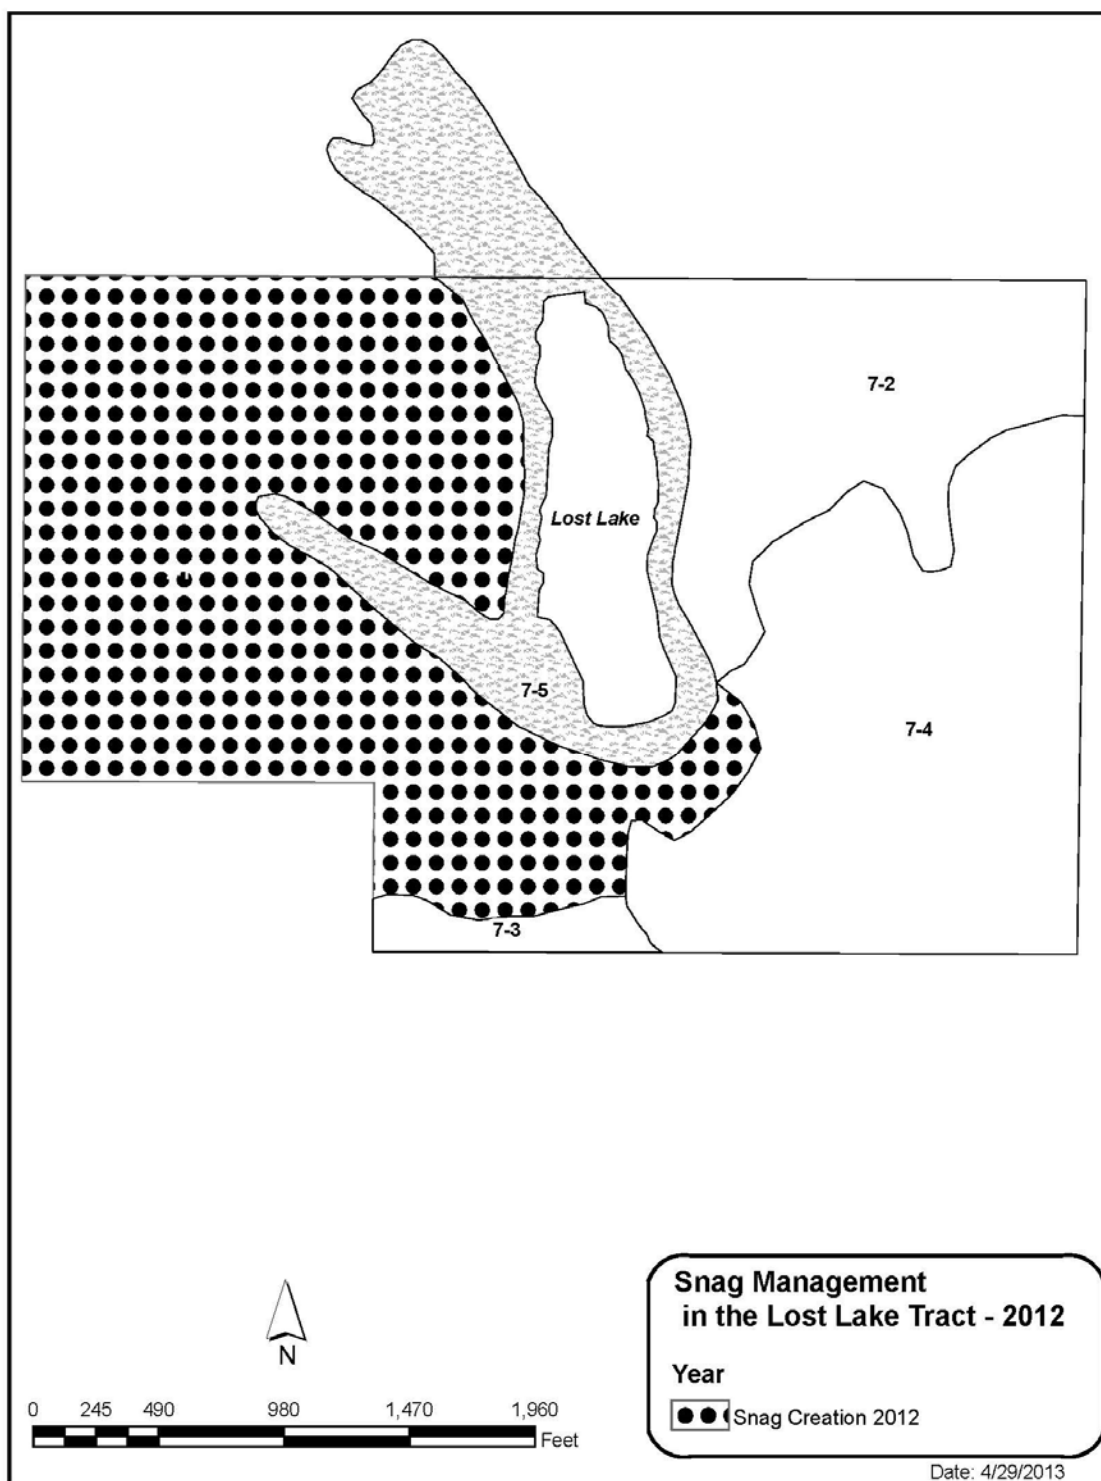 7-2
Lost Lake
7-5
7-4
7-3
N
0 245 490 980 1,470 1,960
Feet
Snag Management
in the Lost Lake Tract - 2012
Year
Snag Creation 2012
Date: 4/29/2013